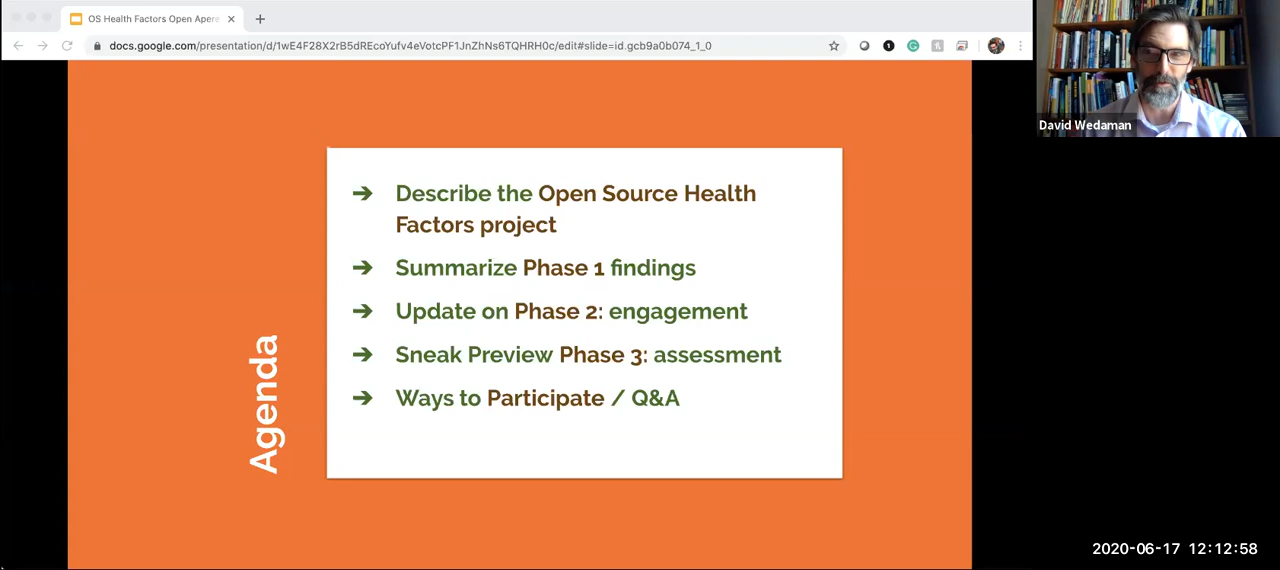 OS Health Factors Open Apere
docs.google.com/presentation/d/1wE4F28X2rB5dREcoYufv4eVotcPF1JnZhNs6TQHRH0c/edit#slide=id.gcb9a0b074_1_0
David Wedaman
➔ Describe the Open Source Health
Factors project
➔ Summarize Phase 1 findings
➔ Update on Phase 2: engagement
➔ Sneak Preview Phase 3: assessment
➔ Ways to Participate / Q&A
Agenda
2020-06-17 12:12:58